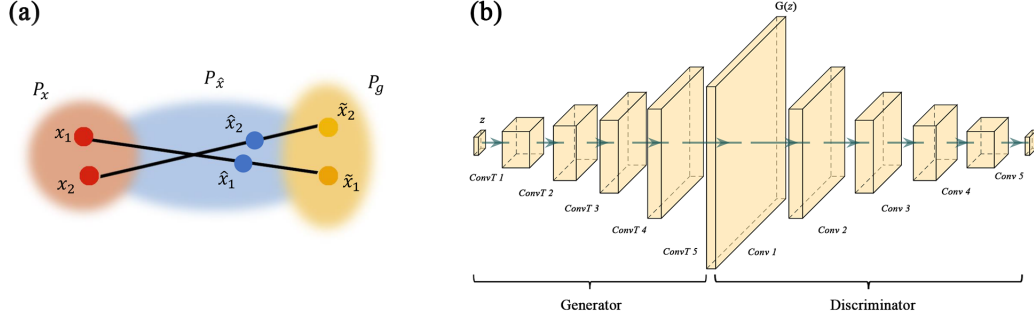 (a)
P_x
P_x̂
P_g
x_1
x_2
x̂_2
x̂_1
x̃_2
x̃_1
(b)
G(z)
z
ConvT 1
ConvT 2
ConvT 3
ConvT 4
ConvT 5
Conv 1
Conv 2
Conv 3
Conv 4
Conv 5
Generator
Discriminator